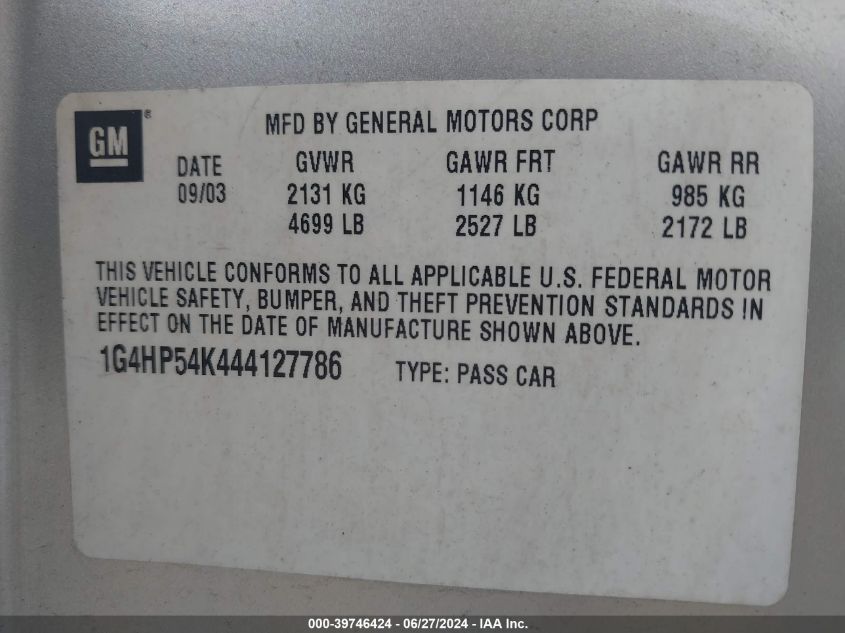 GM ®
MFD BY GENERAL MOTORS CORP
DATE GVWR GAWR FRT GAWR RR
09/03 2131 KG 1146 KG 985 KG
4699 LB 2527 LB 2172 LB
THIS VEHICLE CONFORMS TO ALL APPLICABLE U.S. FEDERAL MOTOR
VEHICLE SAFETY, BUMPER, AND THEFT PREVENTION STANDARDS IN
EFFECT ON THE DATE OF MANUFACTURE SHOWN ABOVE.
1G4HP54K444127786 TYPE: PASS CAR
000-39746424 - 06/27/2024 - IAA Inc.